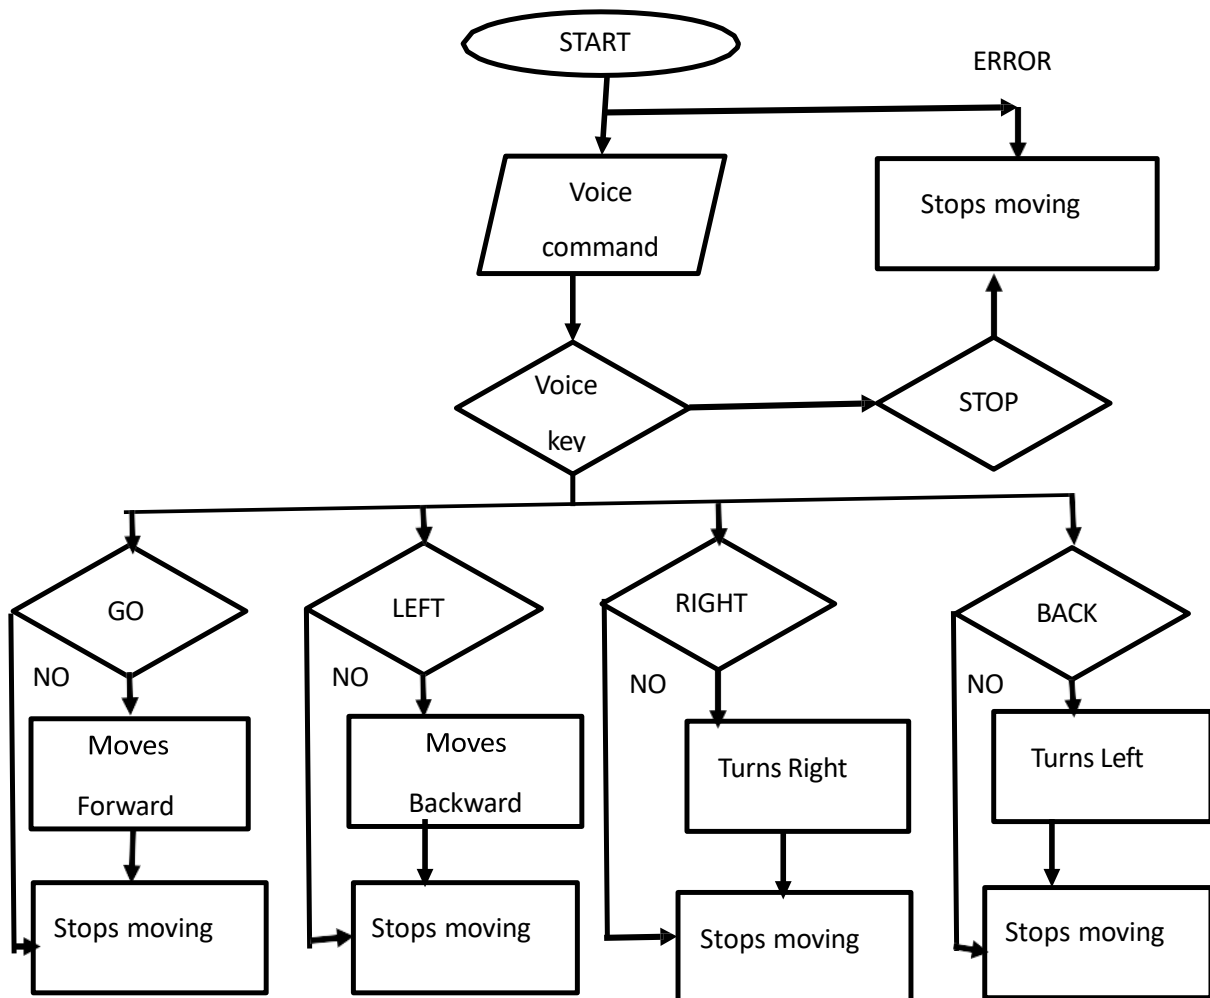 START
ERROR
Voice
command
Stops moving
Voice
key
STOP
GO
LEFT
RIGHT
BACK
NO
NO
NO
NO
Moves
Forward
Moves
Backward
Turns Right
Turns Left
Stops moving
Stops moving
Stops moving
Stops moving